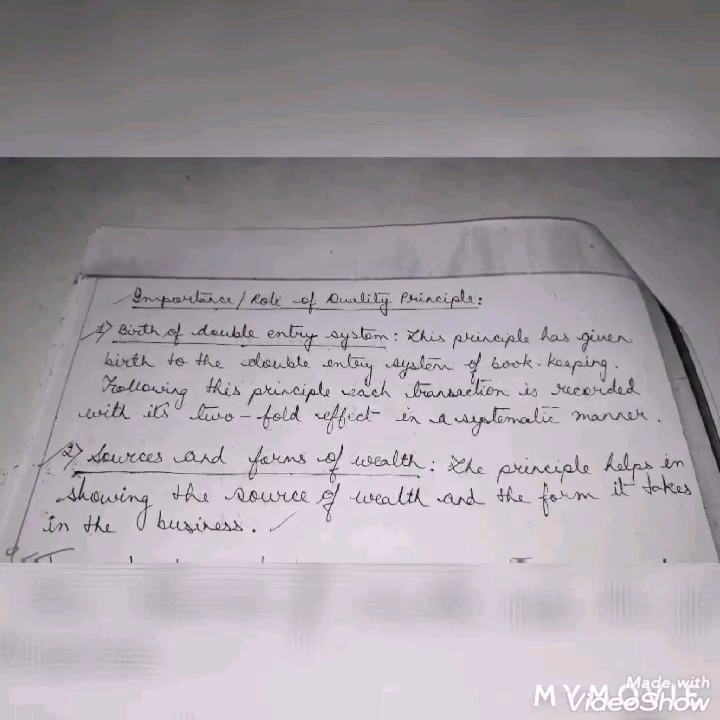 Importance/Role of Duality Principle:
1) Birth of double entry system: This principle has given
birth to the double entry system of book-keeping.
Following this principle each transaction is recorded
with its two-fold effect in a systematic manner.
2) Sources and forms of wealth: The principle helps in
showing the source of wealth and the form it takes
in the business.
Made with
MYMOVIE
VideoShow